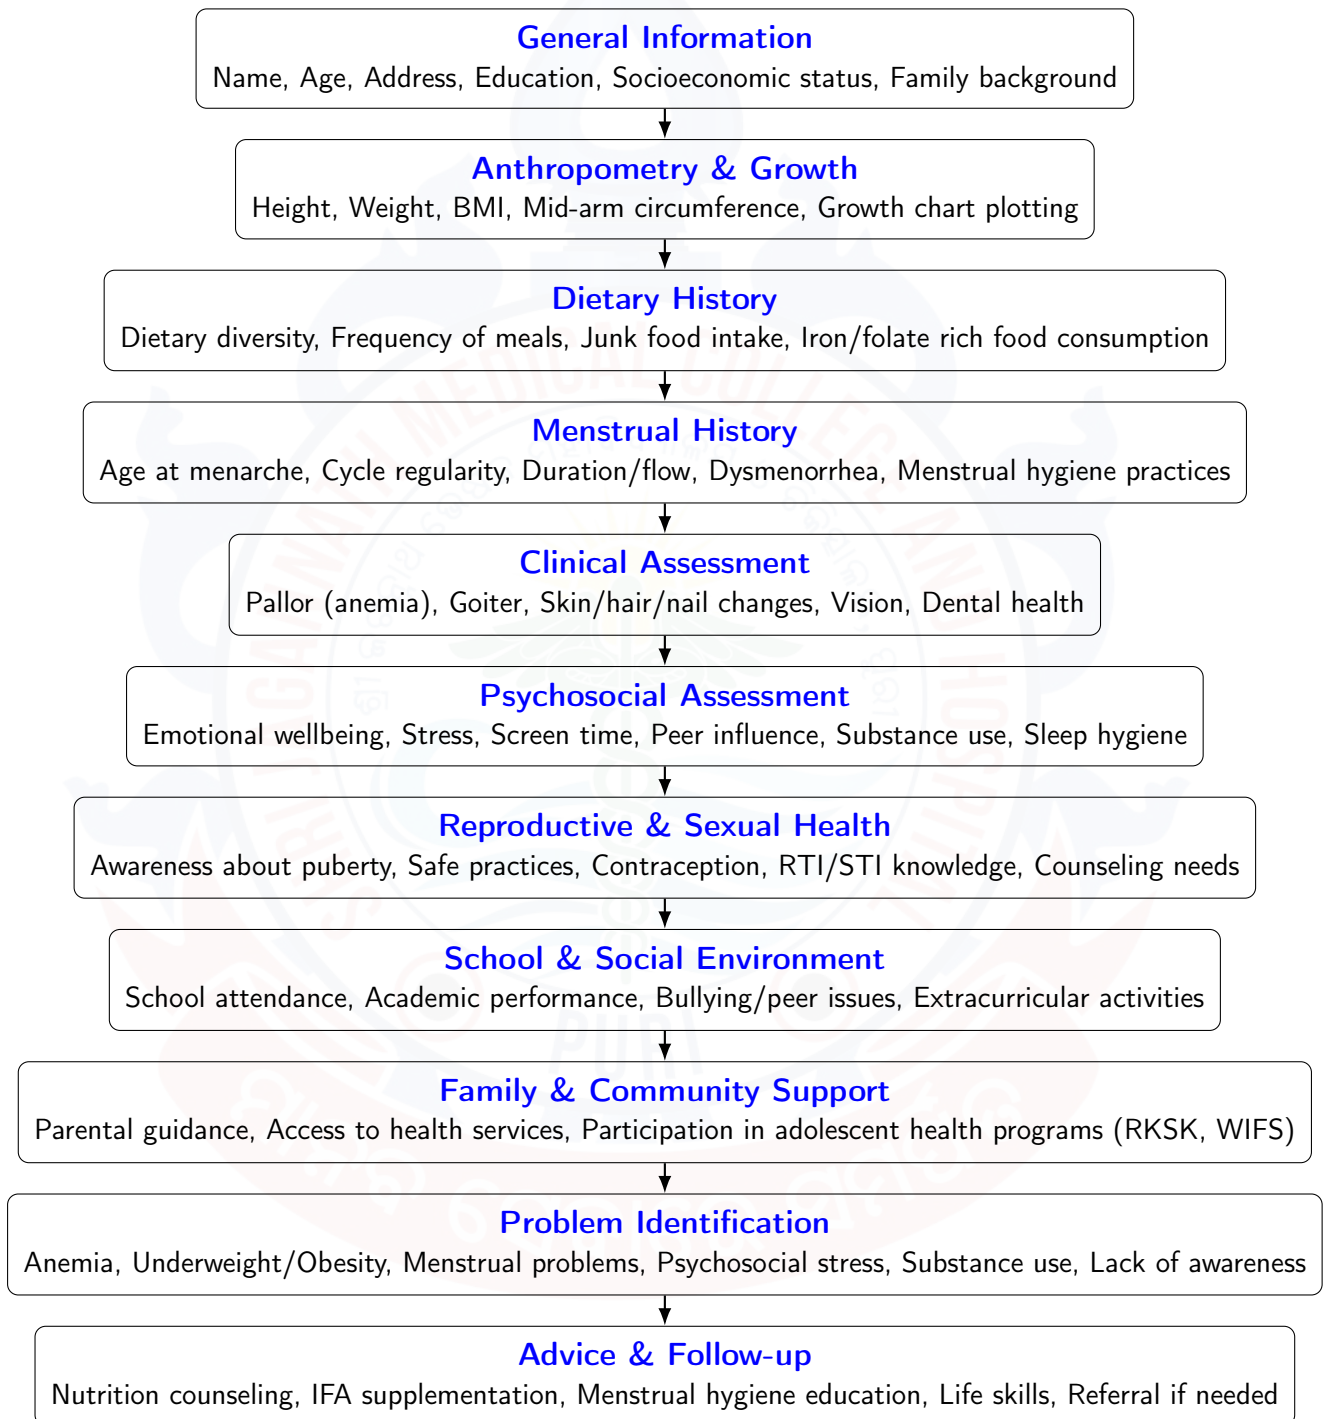 General Information
Name, Age, Address, Education, Socioeconomic status, Family background
Anthropometry & Growth
Height, Weight, BMI, Mid-arm circumference, Growth chart plotting
Dietary History
Dietary diversity, Frequency of meals, Junk food intake, Iron/folate rich food consumption
Menstrual History
Age at menarche, Cycle regularity, Duration/flow, Dysmenorrhea, Menstrual hygiene practices
Clinical Assessment
Pallor (anemia), Goiter, Skin/hair/nail changes, Vision, Dental health
Psychosocial Assessment
Emotional wellbeing, Stress, Screen time, Peer influence, Substance use, Sleep hygiene
Reproductive & Sexual Health
Awareness about puberty, Safe practices, Contraception, RTI/STI knowledge, Counseling needs
School & Social Environment
School attendance, Academic performance, Bullying/peer issues, Extracurricular activities
Family & Community Support
Parental guidance, Access to health services, Participation in adolescent health programs (RKSK, WIFS)
Problem Identification
Anemia, Underweight/Obesity, Menstrual problems, Psychosocial stress, Substance use, Lack of awareness
Advice & Follow-up
Nutrition counseling, IFA supplementation, Menstrual hygiene education, Life skills, Referral if needed
SRI JAGANNATH MEDICAL COLLEGE AND HOSPITAL
PURI